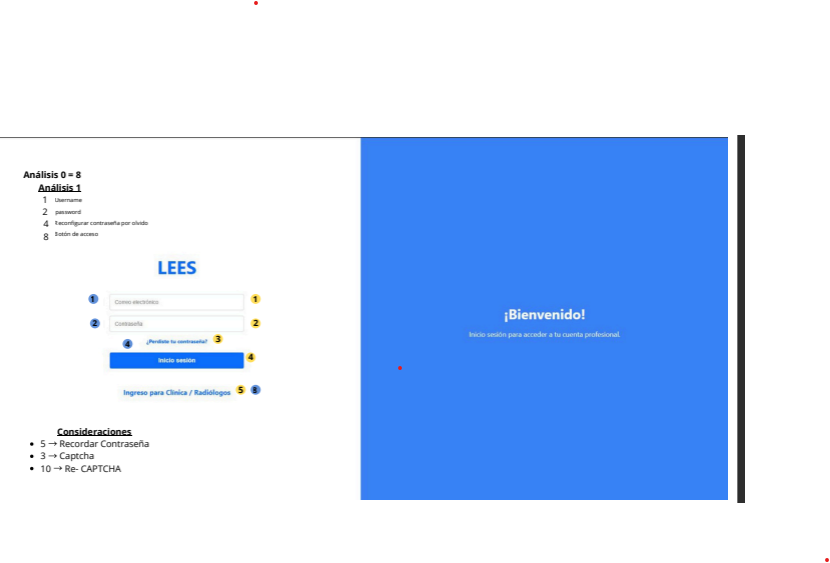 Análisis 0 = 8
Análisis 1
1 Username
2 password
4 Reconfigurar contraseña por olvido
8 Botón de acceso
LEES
1 Correo electrónico 1
2 Contraseña 2
4 ¿Perdiste tu contraseña? 3
Inicio sesión 4
Ingreso para Clínica / Radiólogos 5 8
¡Bienvenido!
Inicio sesión para acceder a tu cuenta profesional.
Consideraciones
• 5 → Recordar Contraseña
• 3 → Captcha
• 10 → Re- CAPTCHA